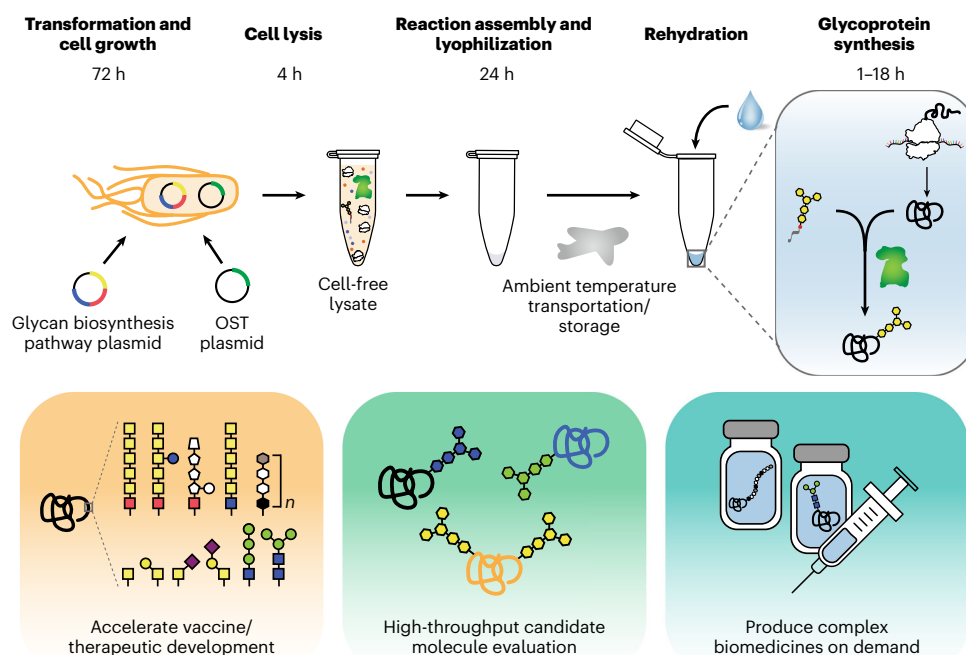 Transformation and
cell growth
72 h
Cell lysis
4 h
Reaction assembly and
lyophilization
24 h
Rehydration
Glycoprotein
synthesis
1–18 h
Glycan biosynthesis
pathway plasmid
OST
plasmid
Cell-free
lysate
Ambient temperature
transportation/
storage
n
Accelerate vaccine/
therapeutic development
High-throughput candidate
molecule evaluation
Produce complex
biomedicines on demand